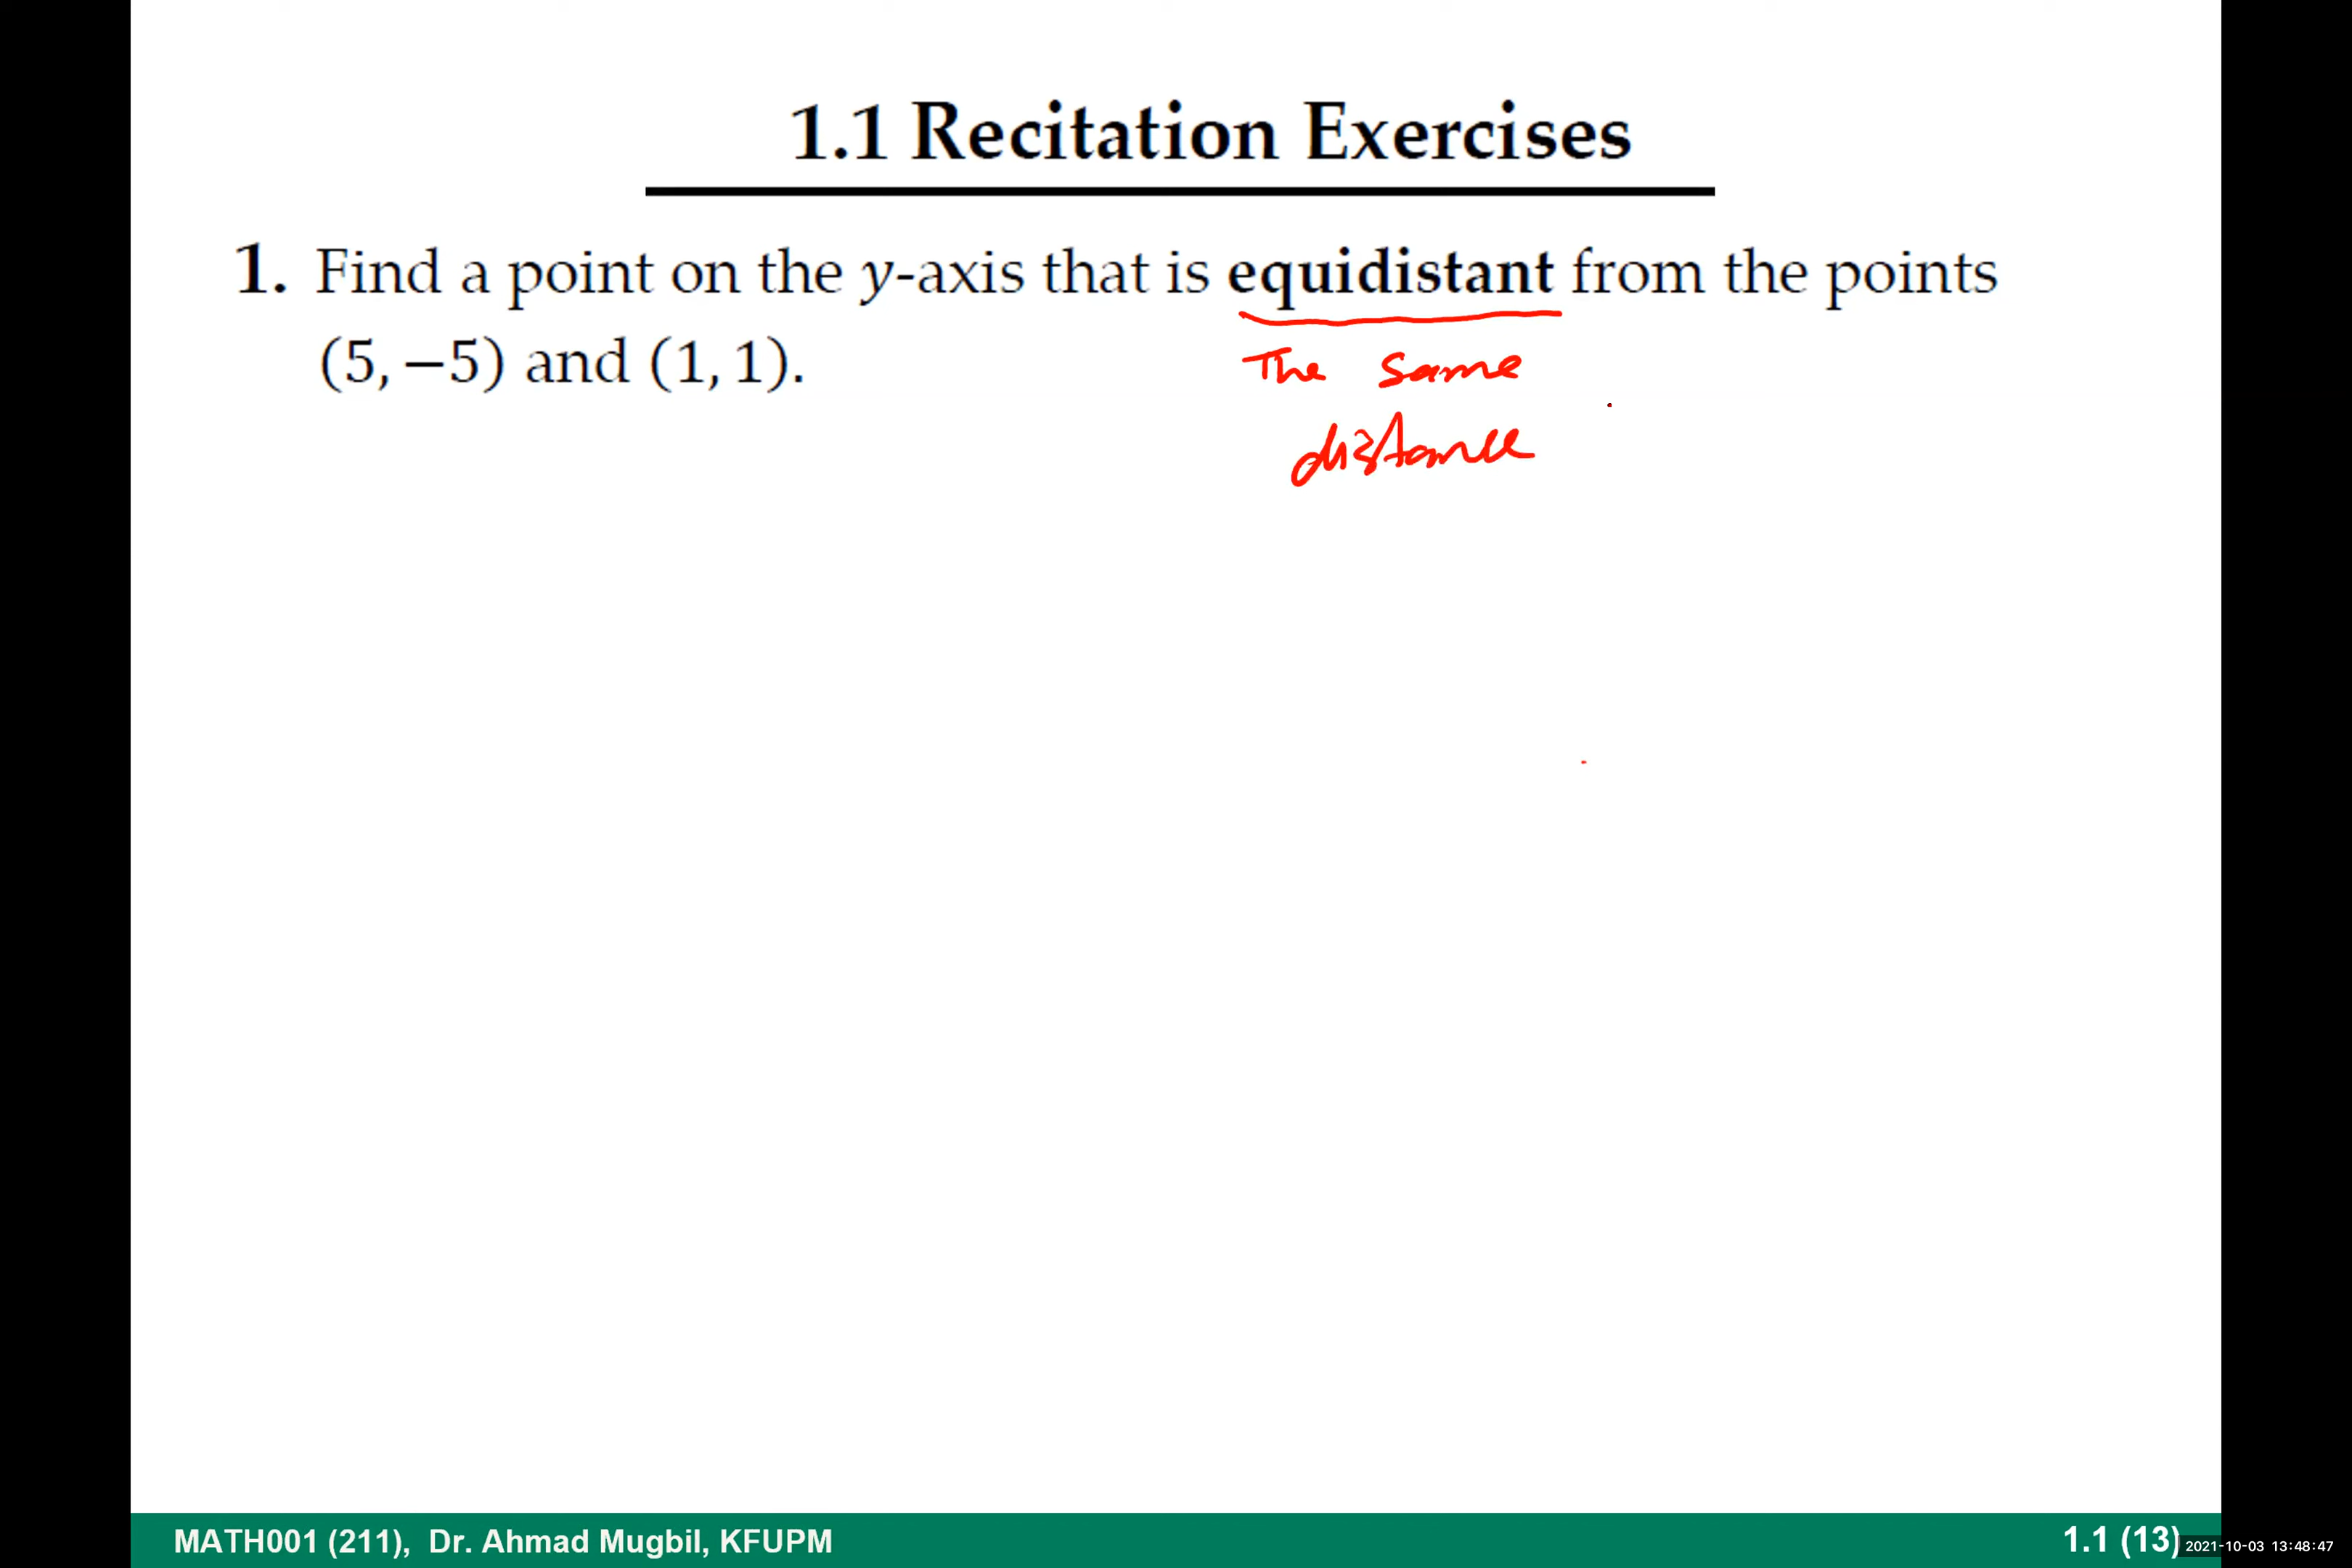 1.1 Recitation Exercises
1. Find a point on the y-axis that is equidistant from the points
(5, −5) and (1, 1).
The same
distance
MATH001 (211), Dr. Ahmad Mugbil, KFUPM
1.1 (13)
2021-10-03 13:48:47